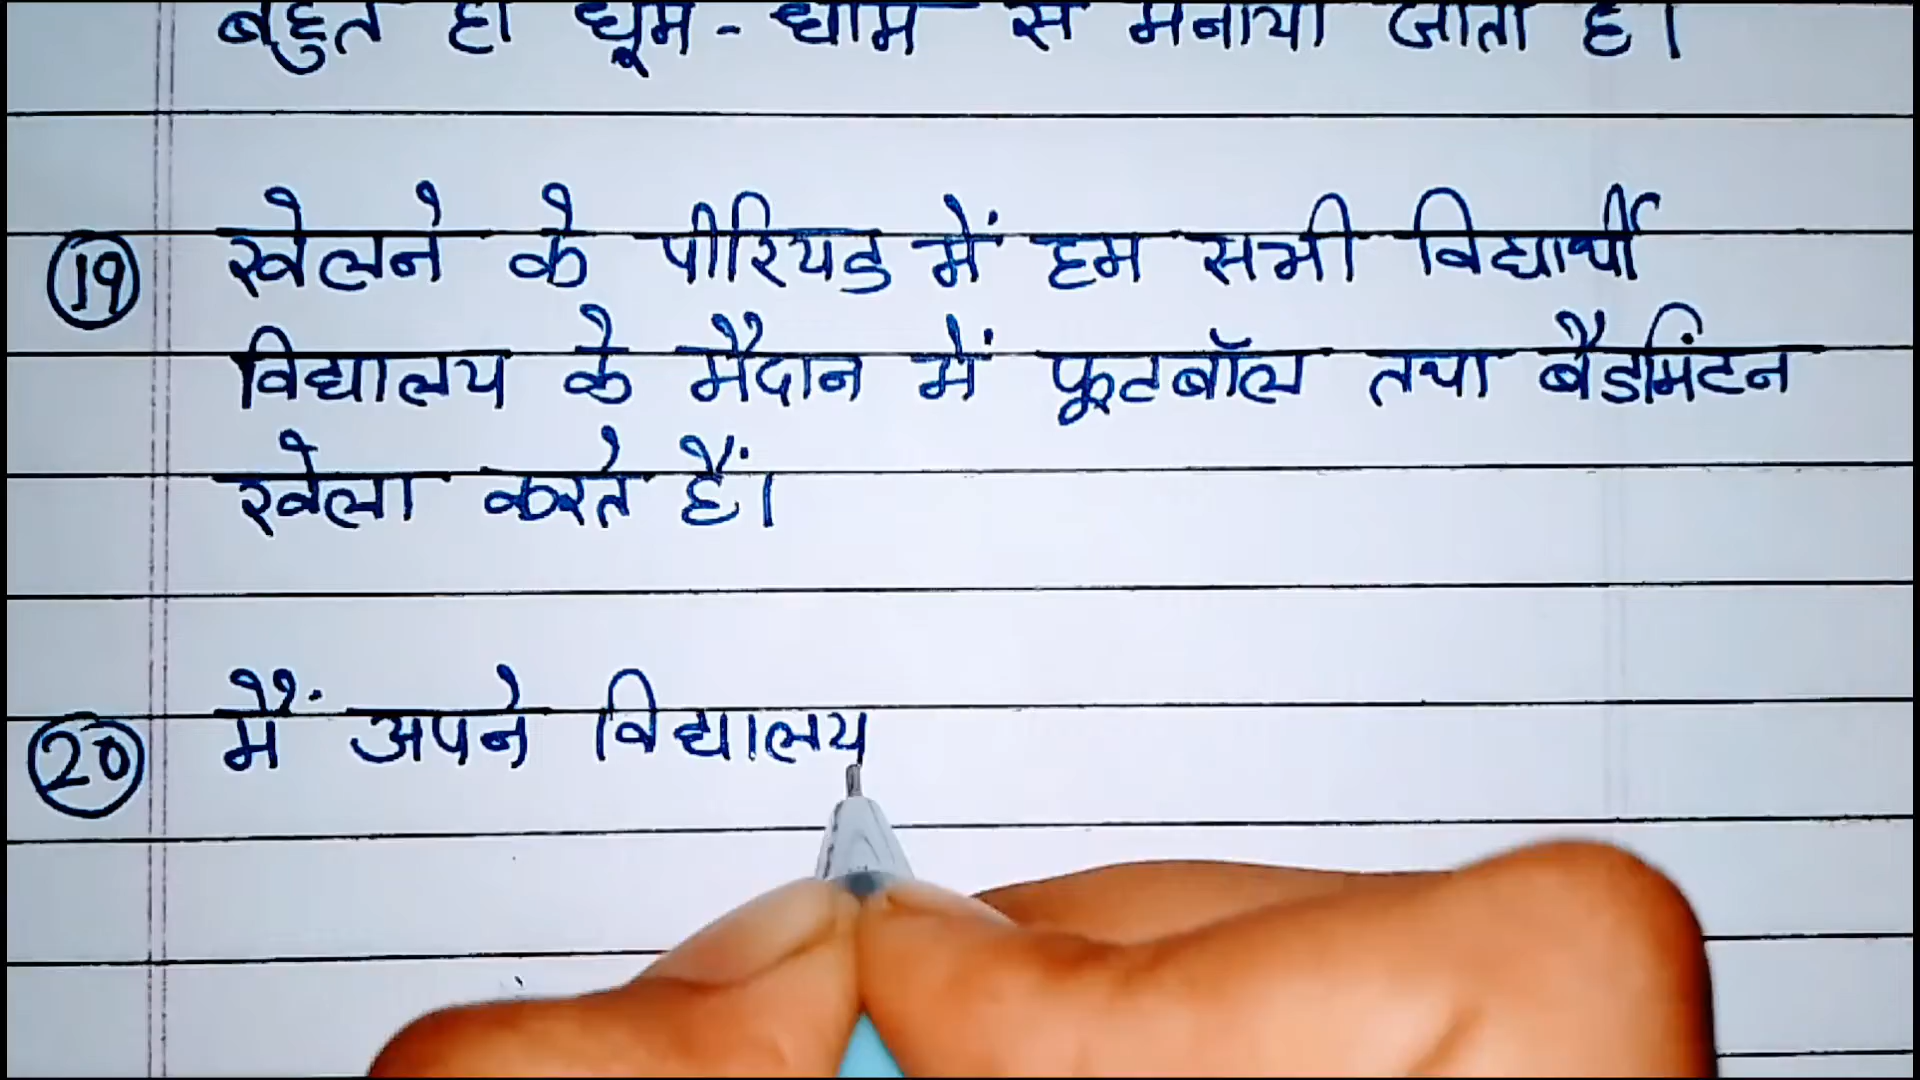 बहुत ही धूम-धाम से मनाया जाता है।
19 खेलने के पीरियड में हम सभी विद्यार्थी
विद्यालय के मैदान में फूटबॉल तथा बैडमिंटन
खेला करते हैं।
20 मैं अपने विद्यालय